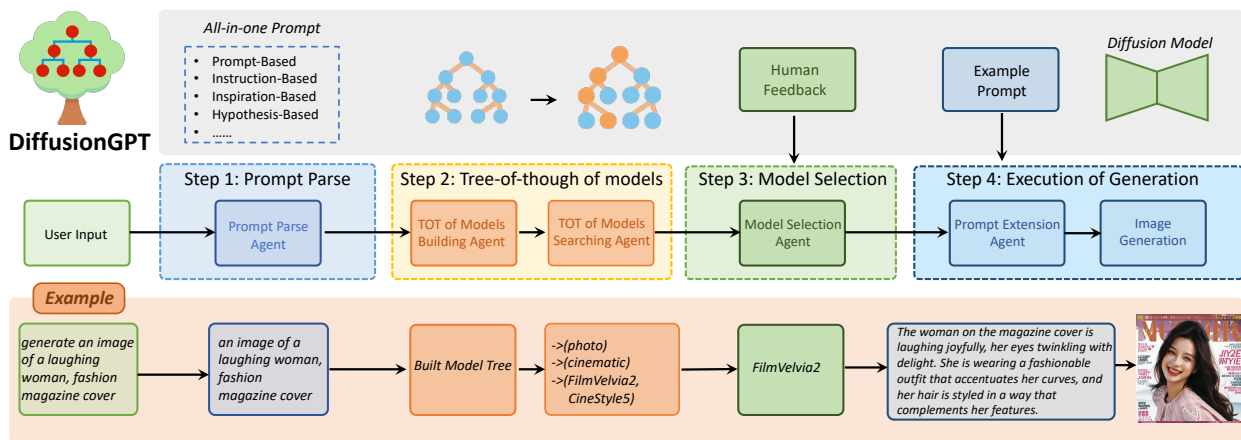 All-in-one Prompt
• Prompt-Based
• Instruction-Based
• Inspiration-Based
• Hypothesis-Based
• ......
Human
Feedback
Example
Prompt
Diffusion Model
DiffusionGPT
Step 1: Prompt Parse
Step 2: Tree-of-though of models
Step 3: Model Selection
Step 4: Execution of Generation
User Input
Prompt Parse
Agent
TOT of Models
Building Agent
TOT of Models
Searching Agent
Model Selection
Agent
Prompt Extension
Agent
Image
Generation
Example
generate an image
of a laughing
woman, fashion
magazine cover
an image of a
laughing woman,
fashion
magazine cover
Built Model Tree
->(photo)
->(cinematic)
->(FilmVelvia2,
CineStyle5)
FilmVelvia2
The woman on the magazine cover is
laughing joyfully, her eyes twinkling with
delight. She is wearing a fashionable
outfit that accentuates her curves, and
her hair is styled in a way that
complements her features.